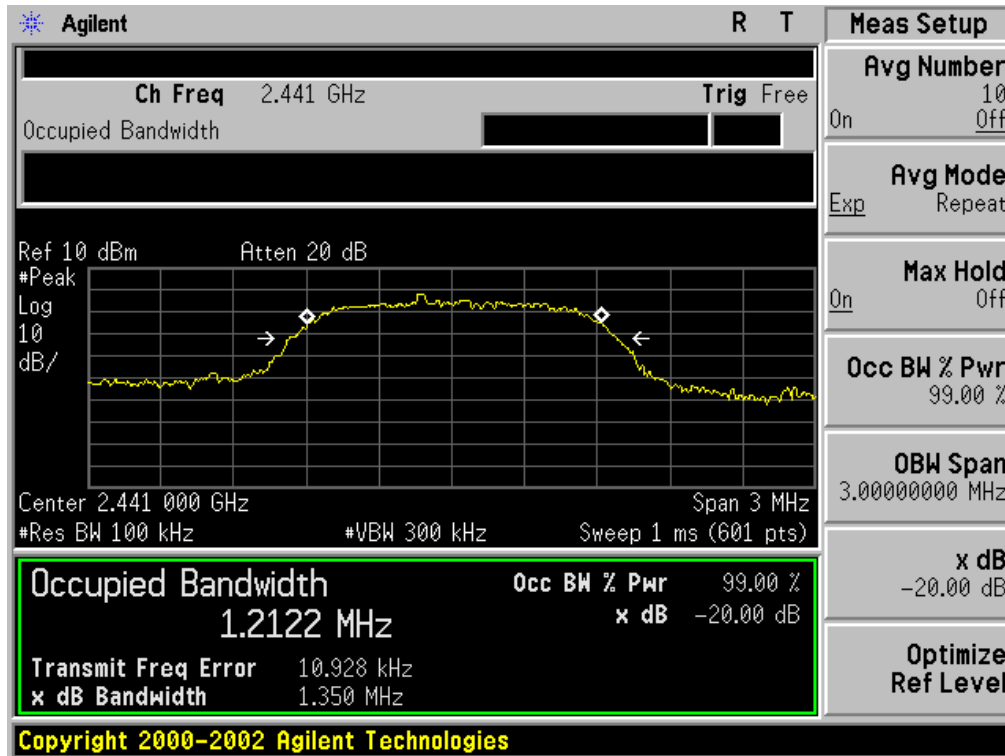 Agilent R T
Ch Freq 2.441 GHz Trig Free
Occupied Bandwidth
Ref 10 dBm Atten 20 dB
#Peak
Log
10
dB/
Center 2.441 000 GHz Span 3 MHz
#Res BW 100 kHz #VBW 300 kHz Sweep 1 ms (601 pts)
Occupied Bandwidth
1.2122 MHz
Occ BW % Pwr 99.00 %
x dB -20.00 dB
Transmit Freq Error 10.928 kHz
x dB Bandwidth 1.350 MHz
Meas Setup
Avg Number
10
On Off
Avg Mode
Exp Repeat
Max Hold
On Off
Occ BW % Pwr
99.00 %
OBW Span
3.00000000 MHz
x dB
-20.00 dB
Optimize
Ref Level
Copyright 2000-2002 Agilent Technologies